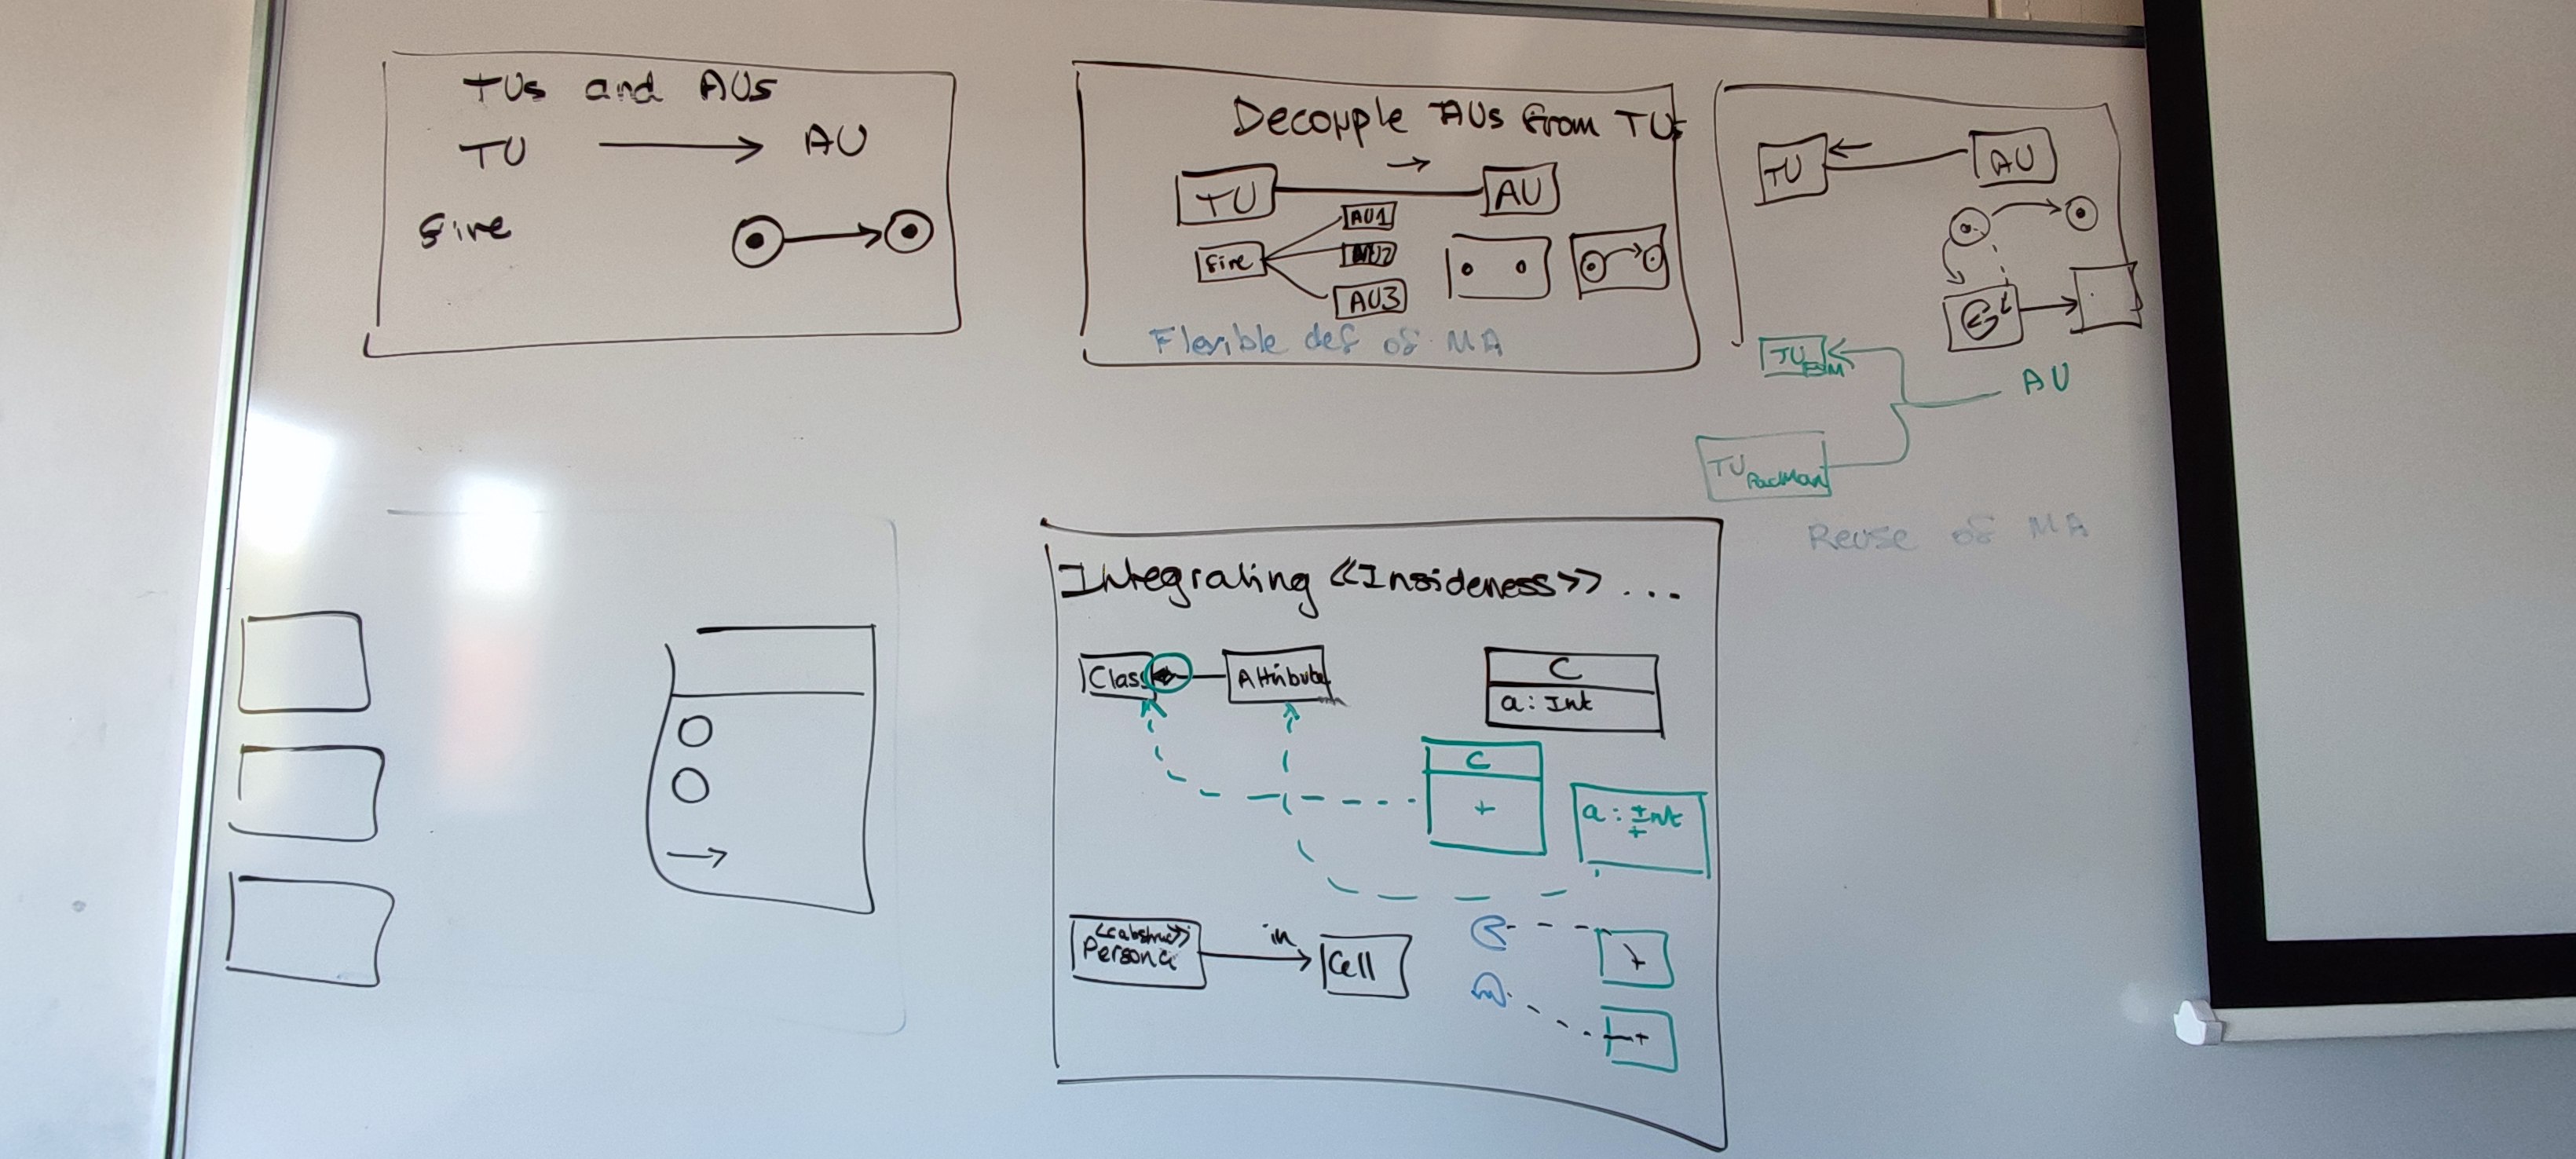 TUs and AUs
TU AU
Fire
Decouple AUs from TUs
TU AU
Fire
AU1
AU2
AU3
Flexible def of MA
TU AU
TU FSM
AU
TU PacMan
Reuse of MA
Integrating <<Insideness>> ...
Class Attribute
C
a: Int
C
+
a: Int
+
<<abstract>>
Persona
in
Cell
+
+